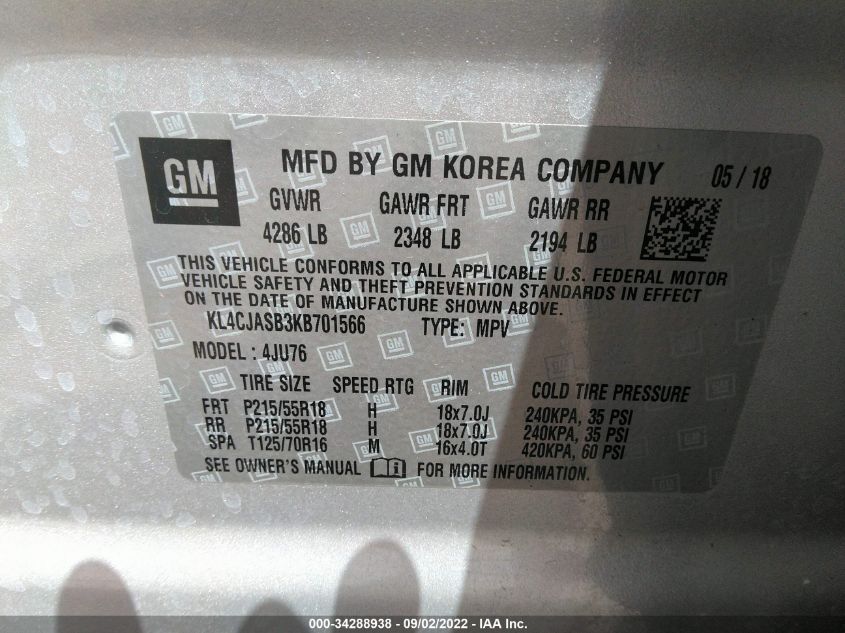 GM MFD BY GM KOREA COMPANY 05 / 18
GVWR GAWR FRT GAWR RR
4286 LB 2348 LB 2194 LB
THIS VEHICLE CONFORMS TO ALL APPLICABLE U.S. FEDERAL MOTOR
VEHICLE SAFETY AND THEFT PREVENTION STANDARDS IN EFFECT
ON THE DATE OF MANUFACTURE SHOWN ABOVE.
KL4CJASB3KB701566 TYPE: MPV
MODEL : 4JU76
TIRE SIZE SPEED RTG RIM COLD TIRE PRESSURE
FRT P215/55R18 H 18x7.0J 240KPA, 35 PSI
RR P215/55R18 H 18x7.0J 240KPA, 35 PSI
SPA T125/70R16 M 16x4.0T 420KPA, 60 PSI
SEE OWNER'S MANUAL i FOR MORE INFORMATION.
000-34288938 - 09/02/2022 - IAA Inc.